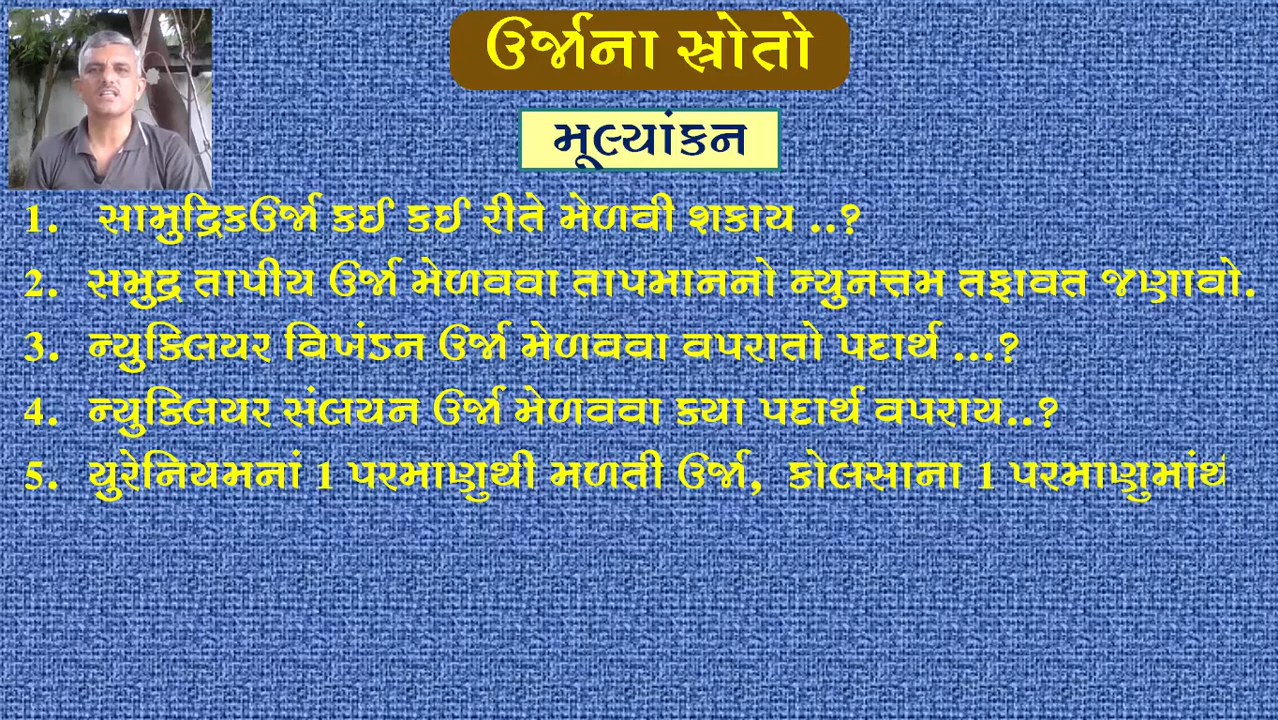 ઉર્જાના સ્રોતો
મૂલ્યાંકન
1. સામુદ્રિકઉર્જા કઈ કઈ રીતે મેળવી શકાય ..?
2. સમુદ્ર તાપીય ઉર્જા મેળવવા તાપમાનનો ન્યુનત્તમ તફાવત જણાવો.
3. ન્યુક્લિયર વિખંડન ઉર્જા મેળવવા વપરાતો પદાર્થ ...?
4. ન્યુક્લિયર સંલયન ઉર્જા મેળવવા કયા પદાર્થ વપરાય..?
5. યુરેનિયમનાં 1 પરમાણુથી મળતી ઉર્જા, કોલસાના 1